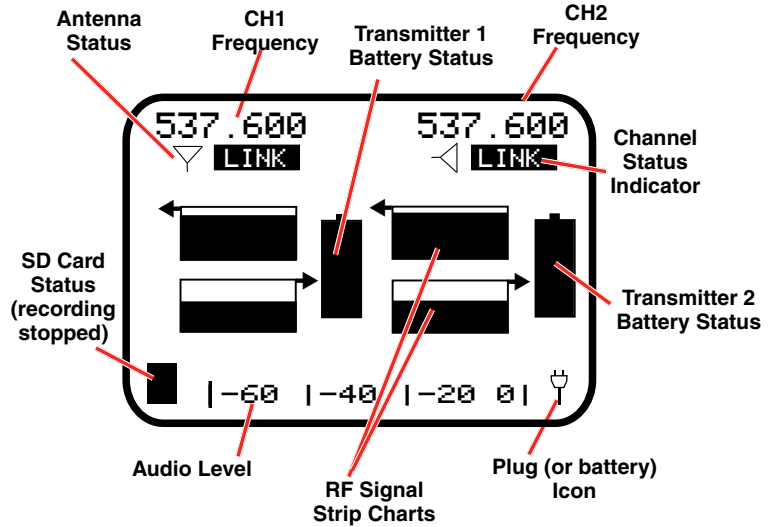 Antenna
Status
CH1
Frequency
Transmitter 1
Battery Status
CH2
Frequency
537.600
537.600
LINK
LINK
Channel
Status
Indicator
SD Card
Status
(recording
stopped)
Transmitter 2
Battery Status
|-60 |-40 |-20 0|
Audio Level
RF Signal
Strip Charts
Plug (or battery)
Icon